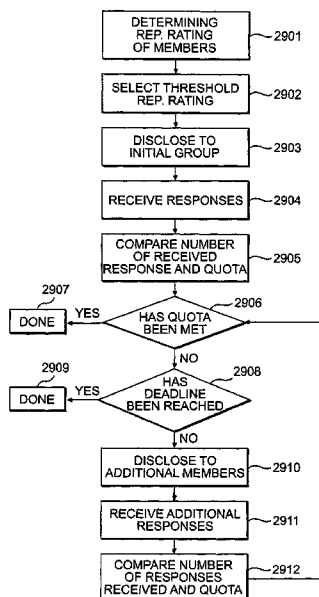 DETERMINING
REP. RATING
OF MEMBERS
2901
SELECT THRESHOLD
REP. RATING
2902
DISCLOSE TO
INITIAL GROUP
2903
RECEIVE RESPONSES
2904
COMPARE NUMBER
OF RECEIVED
RESPONSE AND QUOTA
2905
2907
2906
DONE
YES
HAS QUOTA
BEEN MET
NO
2909
2908
DONE
YES
HAS
DEADLINE
BEEN REACHED
NO
DISCLOSE TO
ADDITIONAL MEMBERS
2910
RECEIVE ADDITIONAL
RESPONSES
2911
COMPARE NUMBER
OF RESPONSES
RECEIVED AND QUOTA
2912